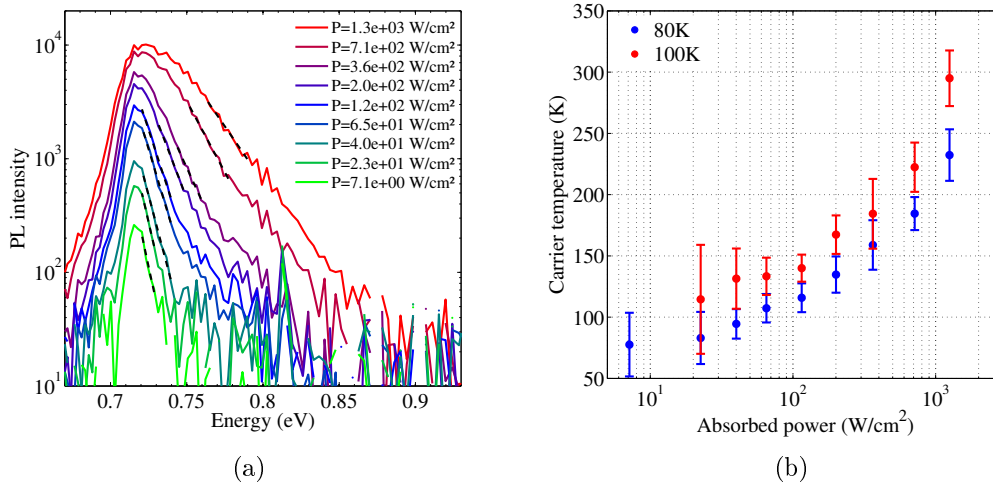 10⁴
10³
10²
10¹
PL intensity
0.7
0.75
0.8
0.85
0.9
Energy (eV)
P=1.3e+03 W/cm²
P=7.1e+02 W/cm²
P=3.6e+02 W/cm²
P=2.0e+02 W/cm²
P=1.2e+02 W/cm²
P=6.5e+01 W/cm²
P=4.0e+01 W/cm²
P=2.3e+01 W/cm²
P=7.1e+00 W/cm²
(a)
350
300
250
200
150
100
50
Carrier temperature (K)
80K
100K
10¹
10²
10³
Absorbed power (W/cm²)
(b)